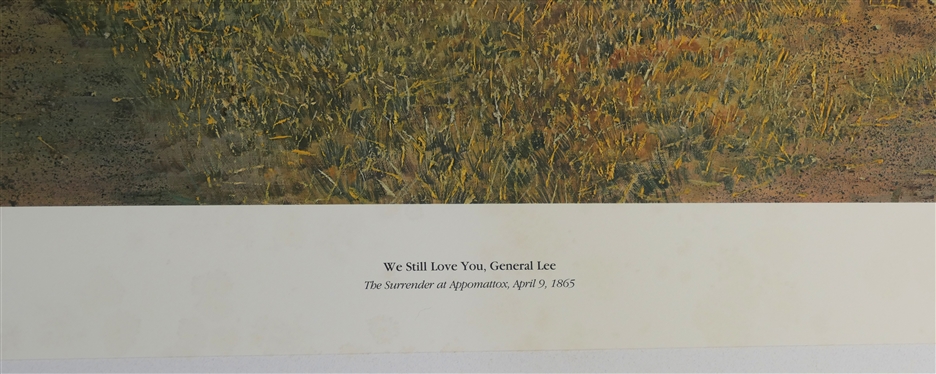 We Still Love You, General Lee
The Surrender at Appomattox, April 9, 1865